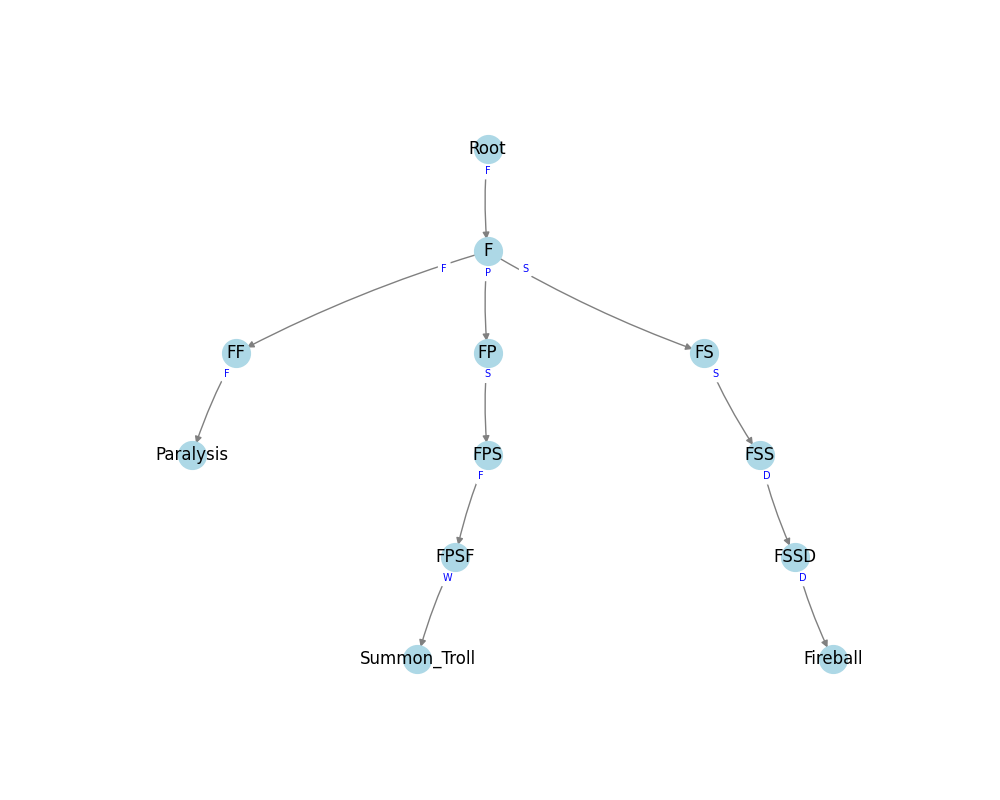 Root
F
F
F P S
FF FP FS
F S S
Paralysis FPS FSS
F D
FPSF FSSD
W D
Summon_Troll Fireball